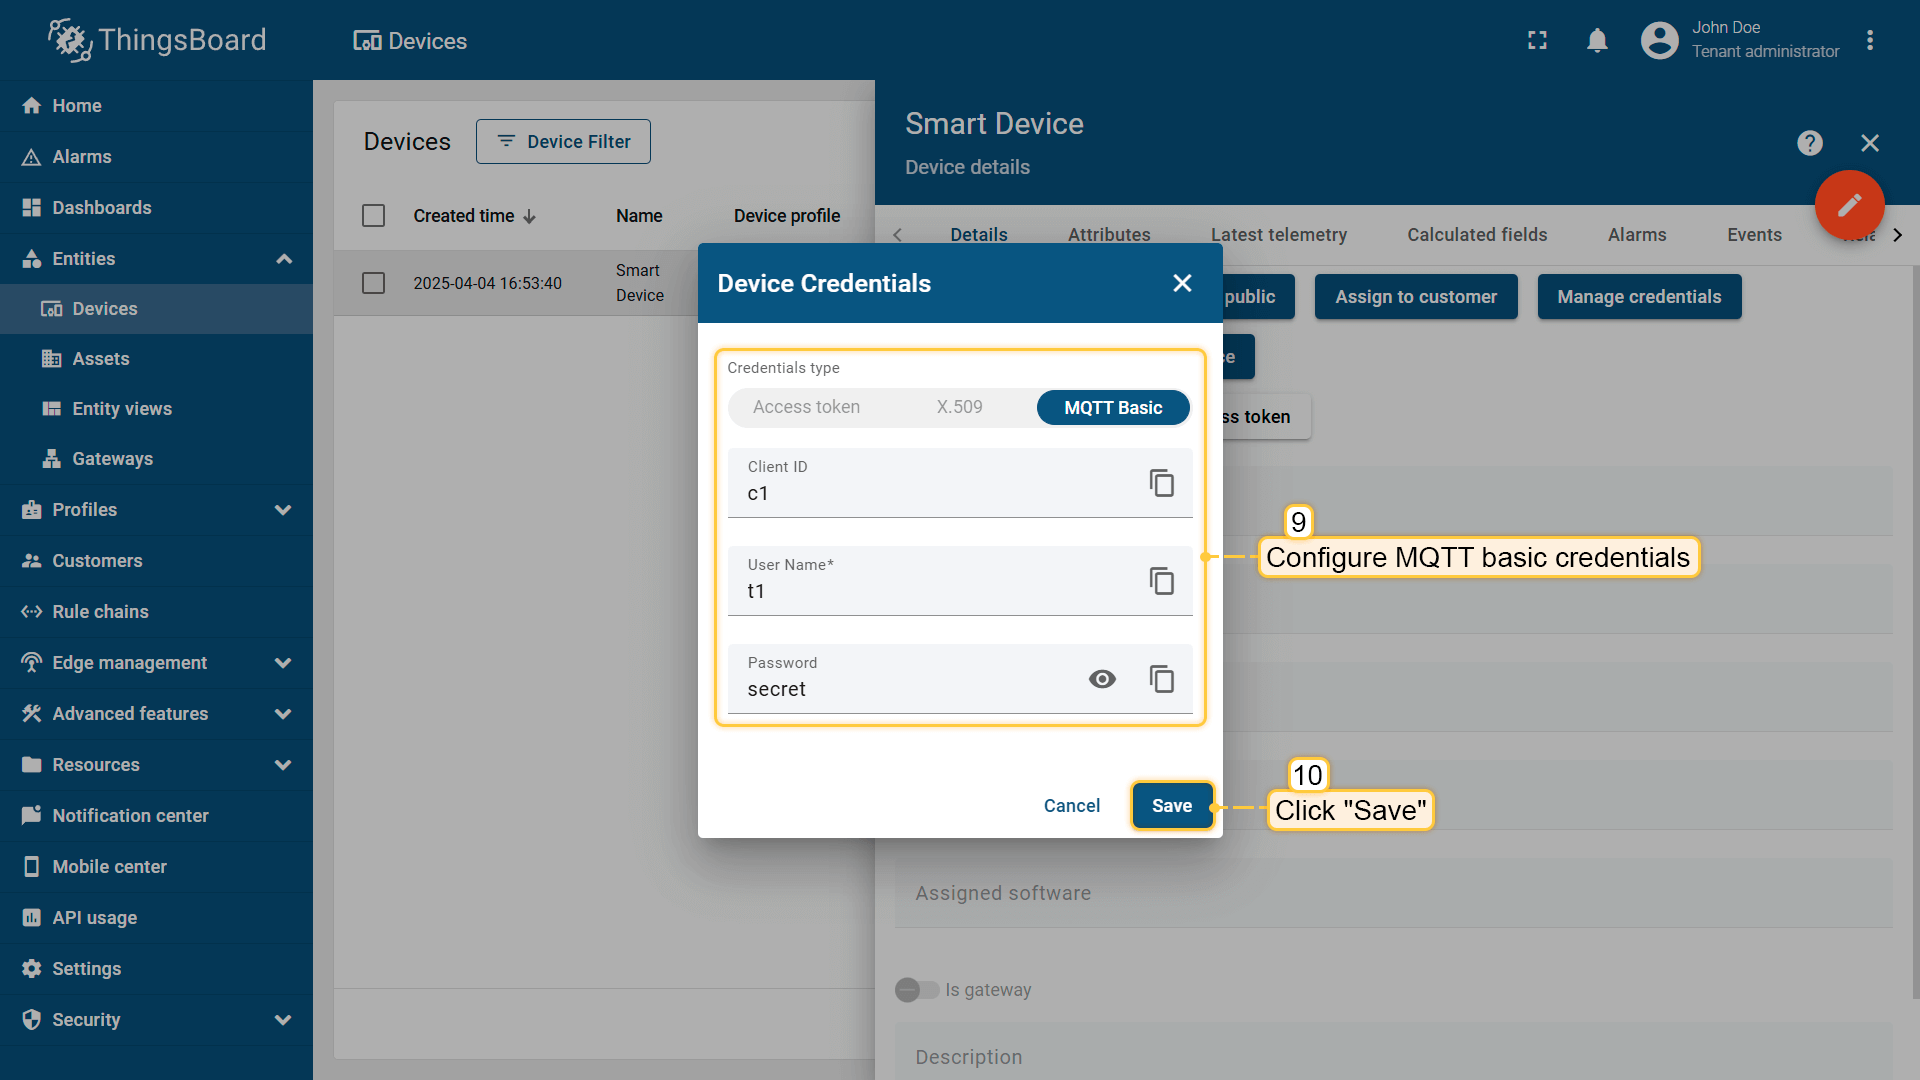 ThingsBoard
Devices
John Doe
Tenant administrator
Home
Alarms
Dashboards
Entities
Devices
Assets
Entity views
Gateways
Profiles
Customers
Rule chains
Edge management
Advanced features
Resources
Notification center
Mobile center
API usage
Settings
Security
Devices
Device Filter
Created time
Name
Device profile
2025-04-04 16:53:40
Smart
Device
Smart Device
Device details
?
Details
Attributes
Latest telemetry
Calculated fields
Alarms
Events
public
Assign to customer
Manage credentials
ss token
Device Credentials
Credentials type
Access token
X.509
MQTT Basic
Client ID
c1
User Name*
t1
Password
secret
Cancel
Save
9
Configure MQTT basic credentials
10
Click "Save"
Assigned software
Is gateway
Description